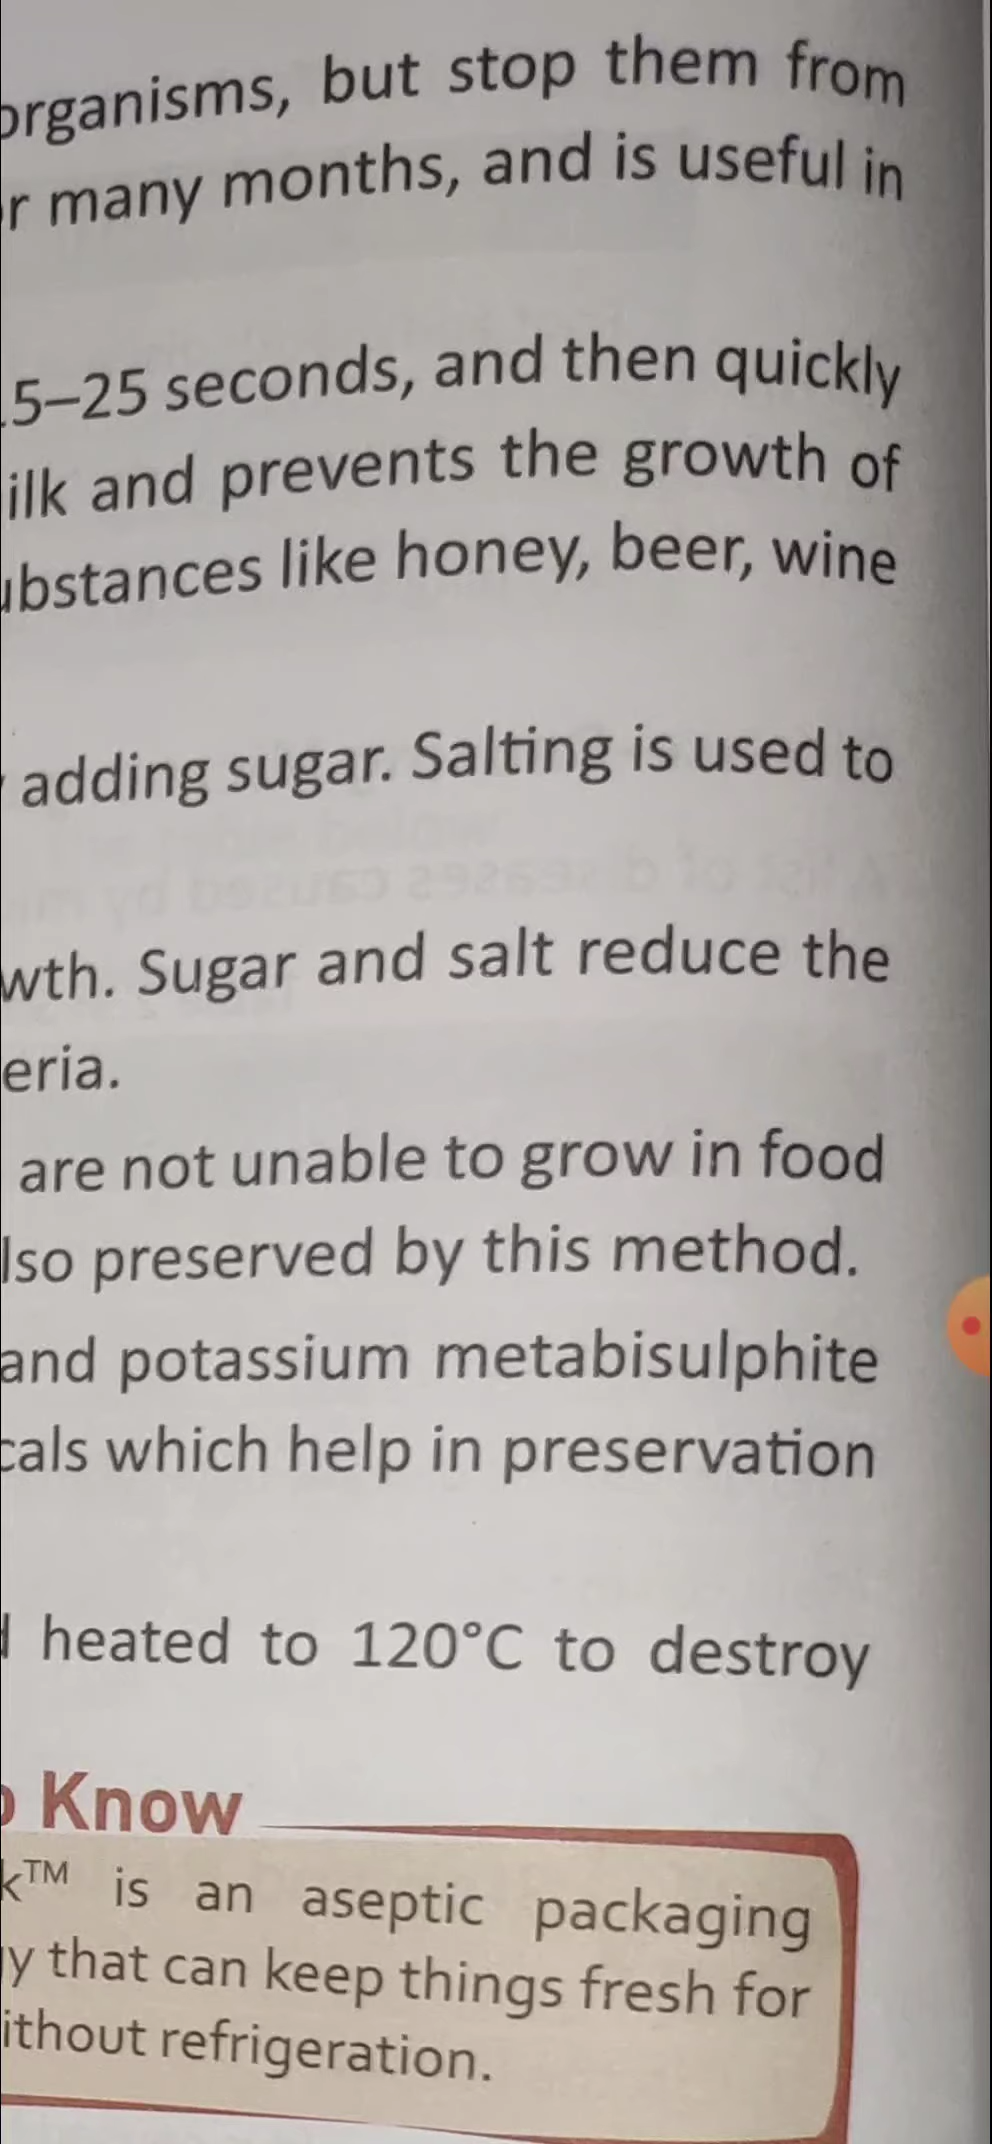 organisms, but stop them from
r many months, and is useful in
5–25 seconds, and then quickly
ilk and prevents the growth of
ubstances like honey, beer, wine
adding sugar. Salting is used to
wth. Sugar and salt reduce the
eria.
are not unable to grow in food
lso preserved by this method.
and potassium metabisulphite
cals which help in preservation
heated to 120°C to destroy
o Know
k™ is an aseptic packaging
y that can keep things fresh for
ithout refrigeration.